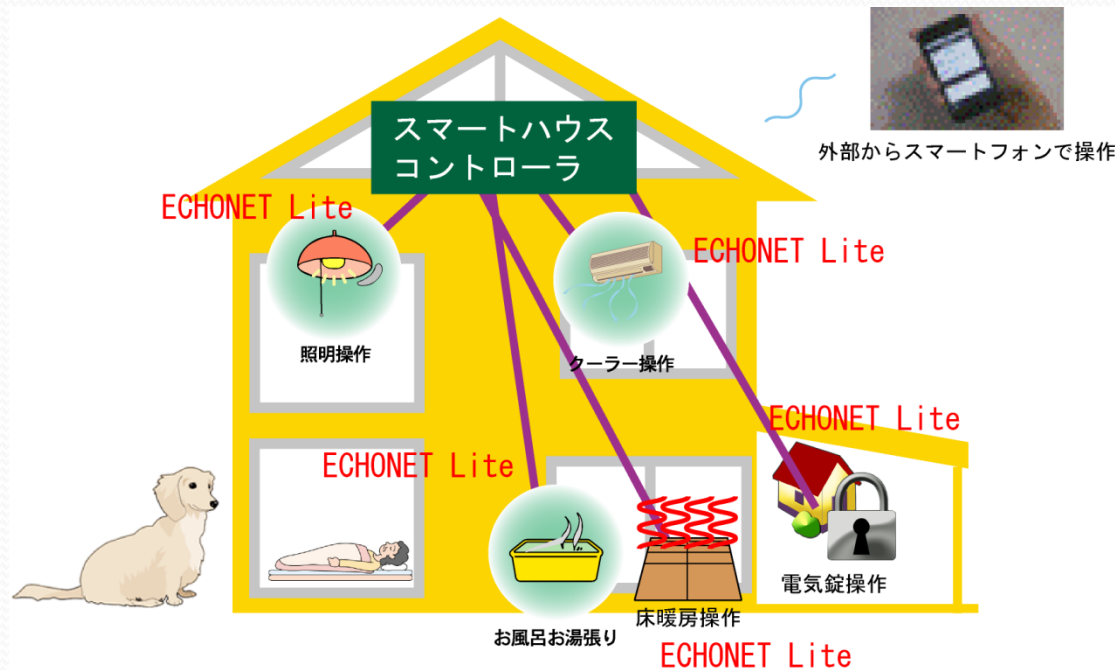 スマートハウス
コントローラ
外部からスマートフォンで操作
ECHONET Lite
ECHONET Lite
照明操作
クーラー操作
ECHONET Lite
ECHONET Lite
電気錠操作
床暖房操作
お風呂お湯張り
ECHONET Lite